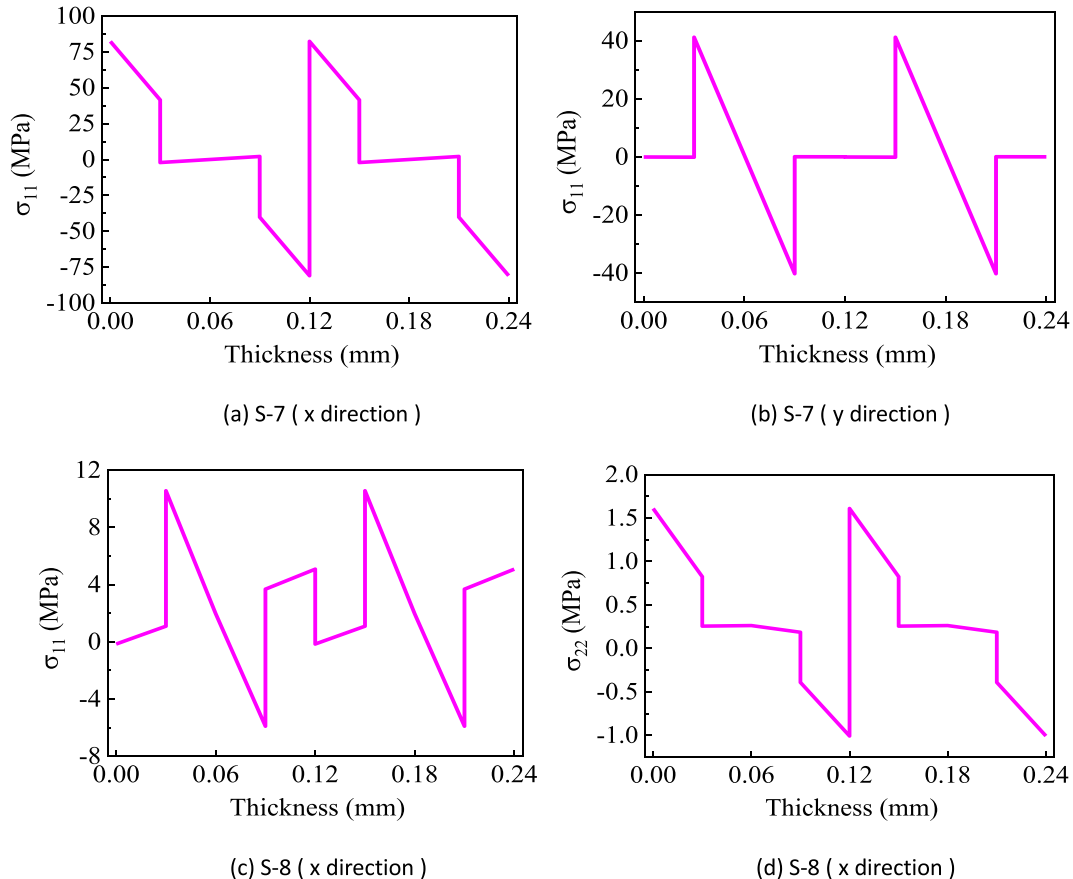 100
75
50
25
0
-25
-50
-75
-100
σ11 (MPa)
0.00 0.06 0.12 0.18 0.24
Thickness (mm)
(a) S-7 ( x direction )
40
20
0
-20
-40
σ11 (MPa)
0.00 0.06 0.12 0.18 0.24
Thickness (mm)
(b) S-7 ( y direction )
12
8
4
0
-4
-8
σ11 (MPa)
0.00 0.06 0.12 0.18 0.24
Thickness (mm)
(c) S-8 ( x direction )
2.0
1.5
1.0
0.5
0.0
-0.5
-1.0
σ22 (MPa)
0.00 0.06 0.12 0.18 0.24
Thickness (mm)
(d) S-8 ( x direction )